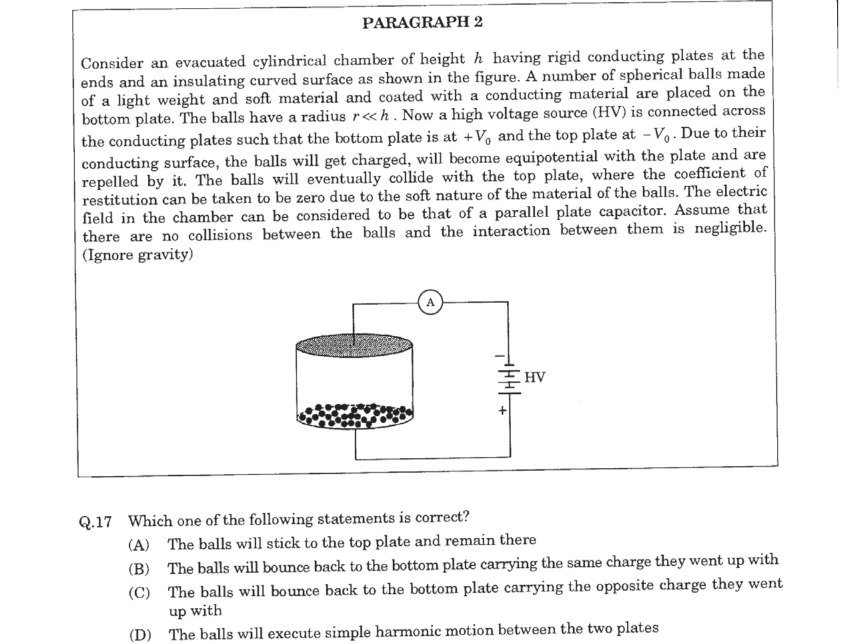 PARAGRAPH 2
Consider an evacuated cylindrical chamber of height h having rigid conducting plates at the
ends and an insulating curved surface as shown in the figure. A number of spherical balls made
of a light weight and soft material and coated with a conducting material are placed on the
bottom plate. The balls have a radius r << h. Now a high voltage source (HV) is connected across
the conducting plates such that the bottom plate is at +V₀ and the top plate at −V₀. Due to their
conducting surface, the balls will get charged, will become equipotential with the plate and are
repelled by it. The balls will eventually collide with the top plate, where the coefficient of
restitution can be taken to be zero due to the soft nature of the material of the balls. The electric
field in the chamber can be considered to be that of a parallel plate capacitor. Assume that
there are no collisions between the balls and the interaction between them is negligible.
(Ignore gravity)
A
−
HV
+
Q.17 Which one of the following statements is correct?
(A) The balls will stick to the top plate and remain there
(B) The balls will bounce back to the bottom plate carrying the same charge they went up with
(C) The balls will bounce back to the bottom plate carrying the opposite charge they went
up with
(D) The balls will execute simple harmonic motion between the two plates